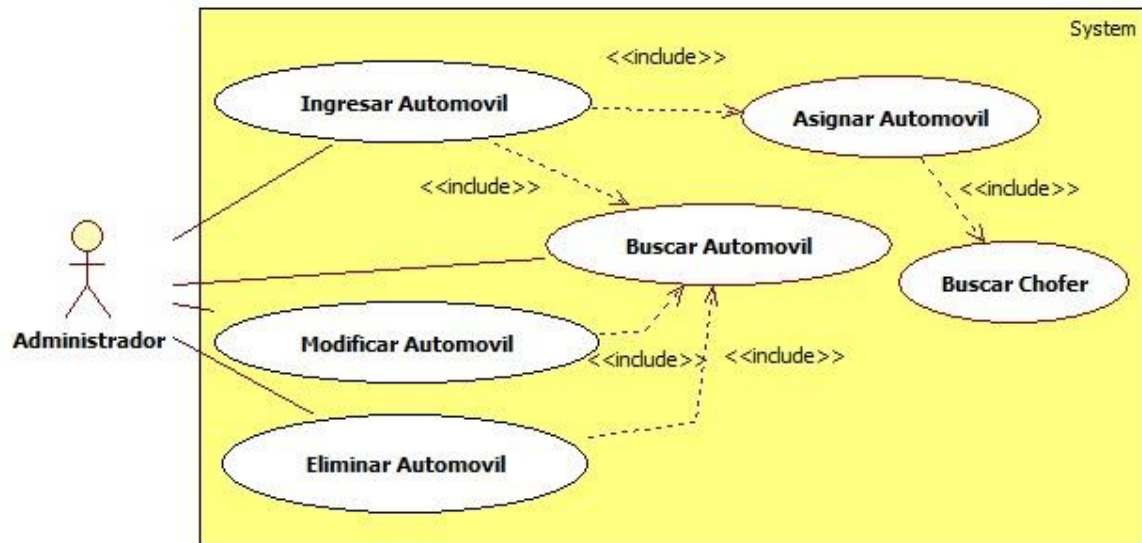 System
<<include>>
Ingresar Automovil
Asignar Automovil
<<include>>
<<include>>
Buscar Automovil
Buscar Chofer
Administrador
Modificar Automovil
<<include>>
<<include>>
Eliminar Automovil